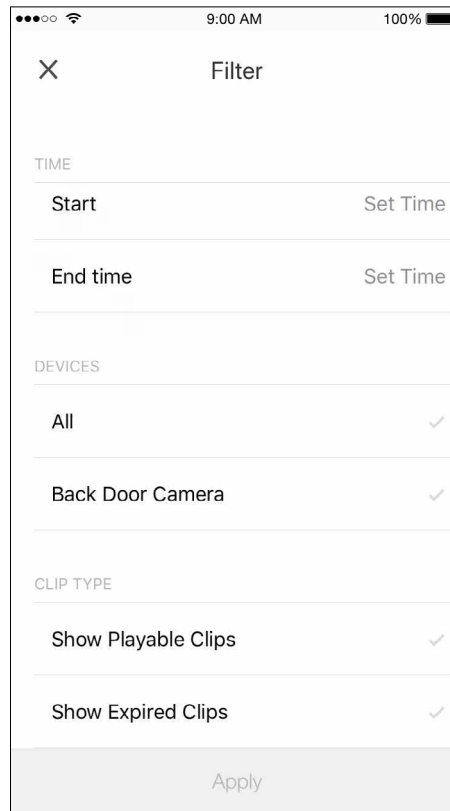 9:00 AM 100%
Filter
TIME
Start Set Time
End time Set Time
DEVICES
All
Back Door Camera
CLIP TYPE
Show Playable Clips
Show Expired Clips
Apply